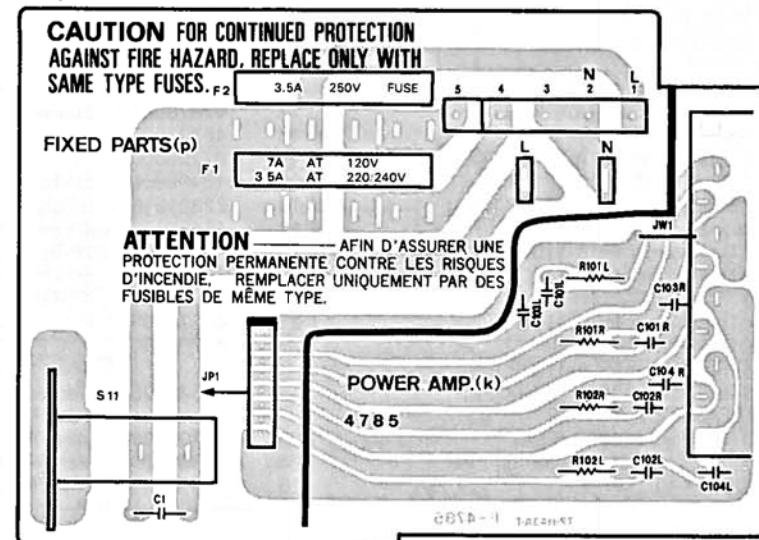 CAUTION FOR CONTINUED PROTECTION
AGAINST FIRE HAZARD, REPLACE ONLY WITH
SAME TYPE FUSES.
F2
3.5A 250V FUSE
N L
5 4 3 2 1
FIXED PARTS(p)
F1
7A AT 120V
3 5A AT 220/240V
L N
ATTENTION AFIN D'ASSURER UNE
PROTECTION PERMANENTE CONTRE LES RISQUES
D'INCENDIE, REMPLACER UNIQUEMENT PAR DES
FUSIBLES DE MÊME TYPE.
JW1
R101L
C101L
C103L
C103R
R101R
C101R
JP1
POWER AMP.(k)
C104R
S11
R102R
C102R
4785
R102L
C102L
C104L
C1
F-4785